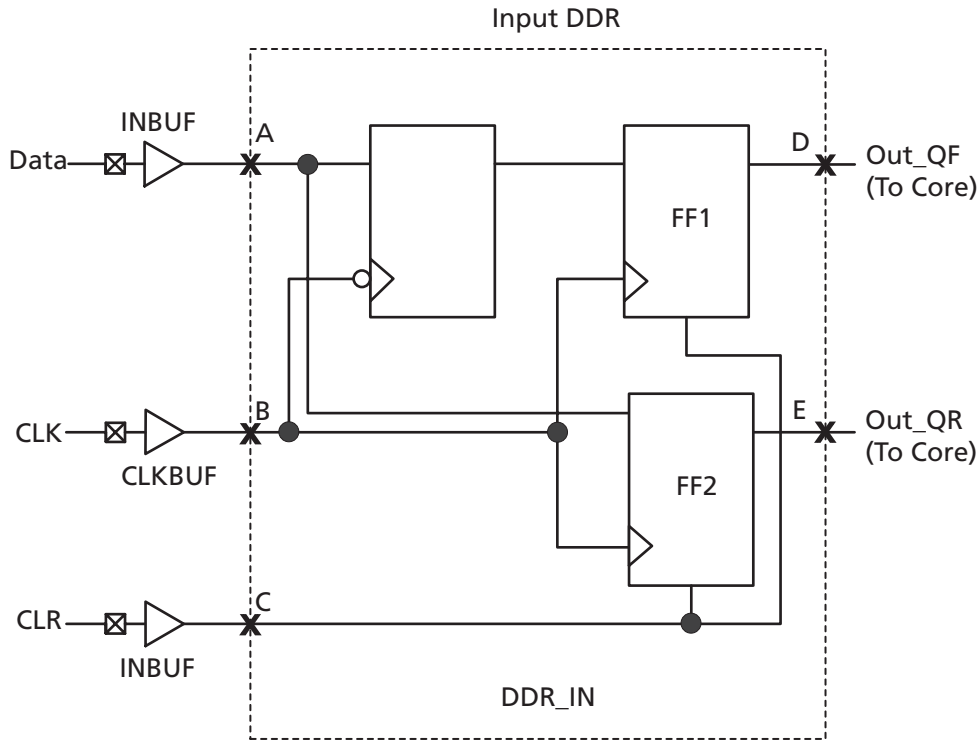 Input DDR
INBUF
A
D
Data
Out_QF
(To Core)
FF1
B
E
CLK
Out_QR
(To Core)
CLKBUF
FF2
C
CLR
INBUF
DDR_IN